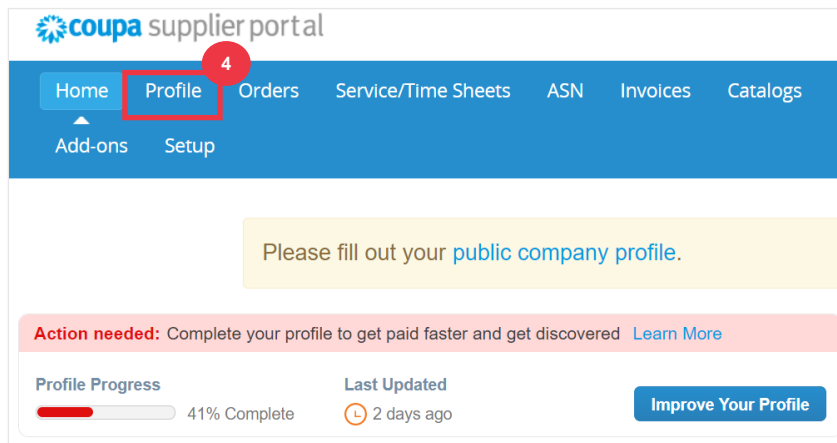 coupa supplier portal
4
Home Profile Orders Service/Time Sheets ASN Invoices Catalogs
Add-ons Setup
Please fill out your public company profile.
Action needed: Complete your profile to get paid faster and get discovered Learn More
Profile Progress Last Updated
41% Complete 2 days ago Improve Your Profile